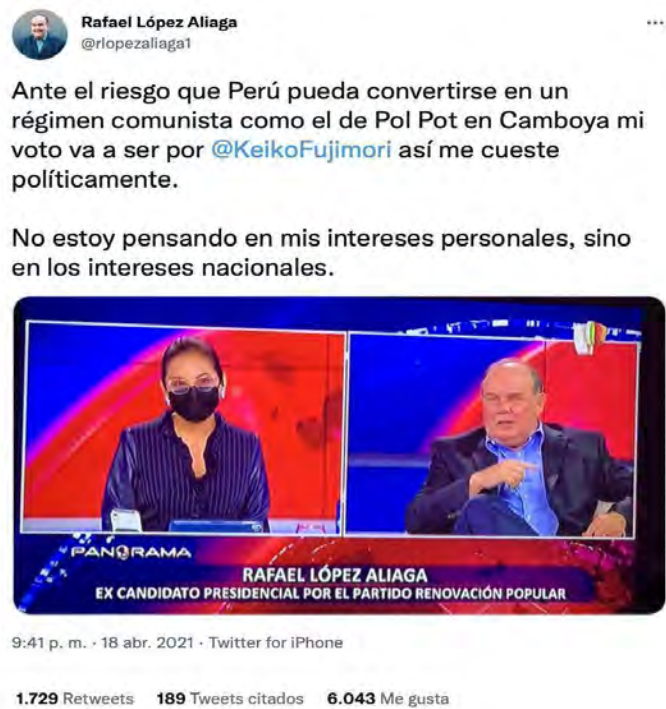 Rafael López Aliaga
@rlopezaliaga1
Ante el riesgo que Perú pueda convertirse en un
régimen comunista como el de Pol Pot en Camboya mi
voto va a ser por @KeikoFujimori así me cueste
políticamente.
No estoy pensando en mis intereses personales, sino
en los intereses nacionales.
PANORAMA
RAFAEL LÓPEZ ALIAGA
EX CANDIDATO PRESIDENCIAL POR EL PARTIDO RENOVACIÓN POPULAR
9:41 p. m. · 18 abr. 2021 · Twitter for iPhone
1.729 Retweets 189 Tweets citados 6.043 Me gusta